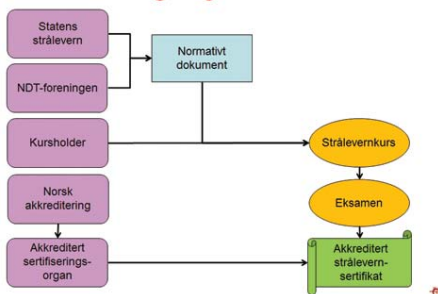 Statens
strålevern
Normativt
dokument
NDT-foreningen
Kursholder
Strålevernkurs
Norsk
akkreditering
Eksamen
Akkreditert
sertifiserings-
organ
Akkreditert
strålevern-
sertifikat